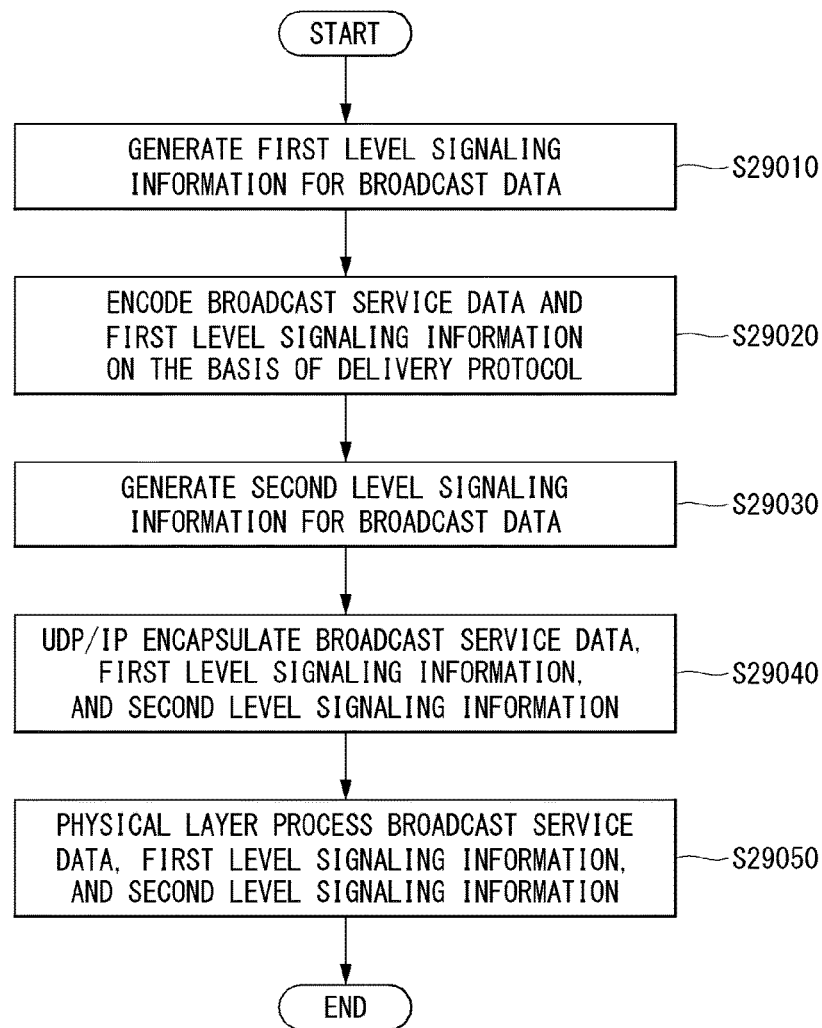 START
GENERATE FIRST LEVEL SIGNALING
INFORMATION FOR BROADCAST DATA
S29010
ENCODE BROADCAST SERVICE DATA AND
FIRST LEVEL SIGNALING INFORMATION
ON THE BASIS OF DELIVERY PROTOCOL
S29020
GENERATE SECOND LEVEL SIGNALING
INFORMATION FOR BROADCAST DATA
S29030
UDP/IP ENCAPSULATE BROADCAST SERVICE DATA,
FIRST LEVEL SIGNALING INFORMATION,
AND SECOND LEVEL SIGNALING INFORMATION
S29040
PHYSICAL LAYER PROCESS BROADCAST SERVICE
DATA, FIRST LEVEL SIGNALING INFORMATION,
AND SECOND LEVEL SIGNALING INFORMATION
S29050
END